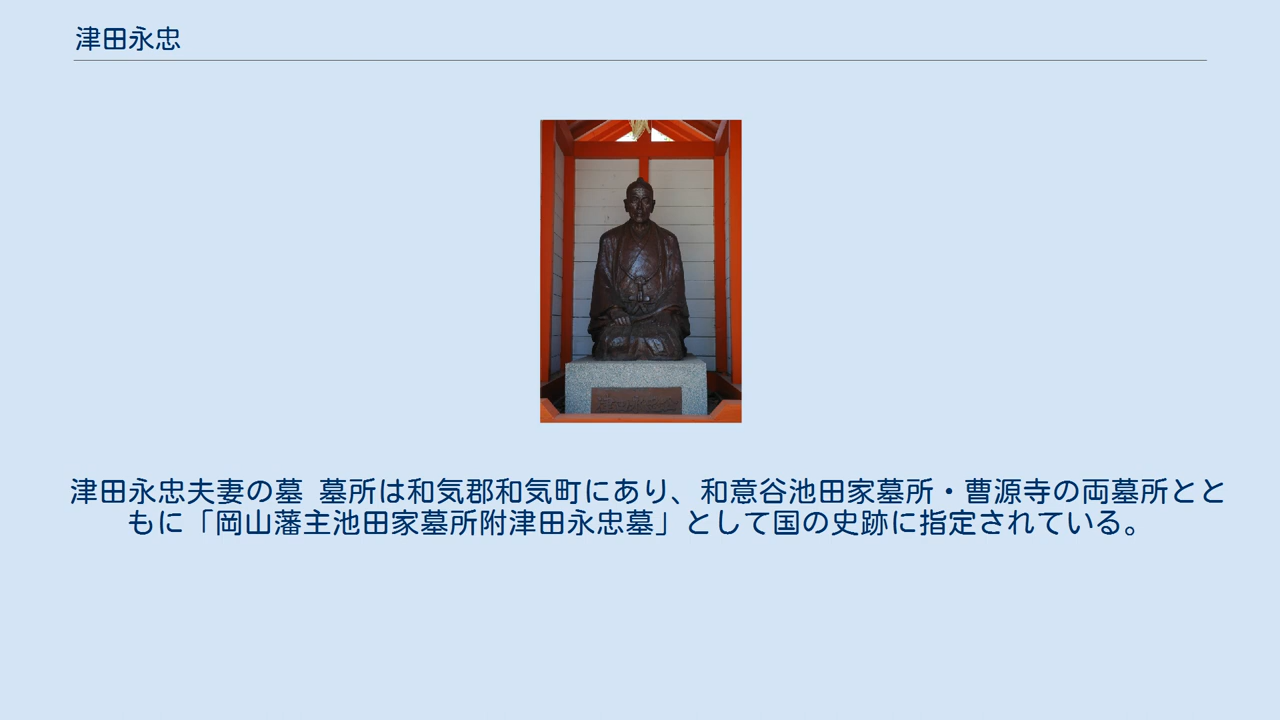 津田永忠
津田永忠夫妻の墓 墓所は和気郡和気町にあり、和意谷池田家墓所・曹源寺の両墓所とと
もに「岡山藩主池田家墓所附津田永忠墓」として国の史跡に指定されている。